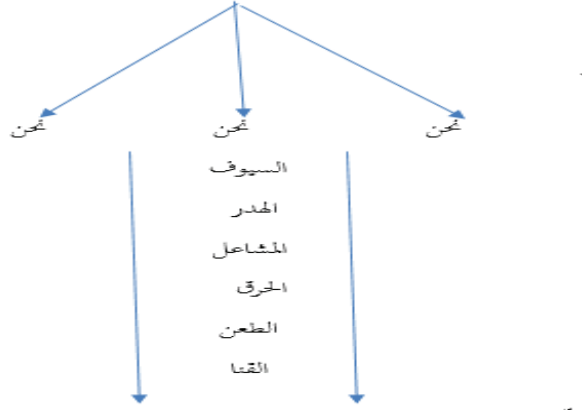 نحن نحن نحن
السيوف
الهدر
المشاعل
الحرق
الطعن
القنا